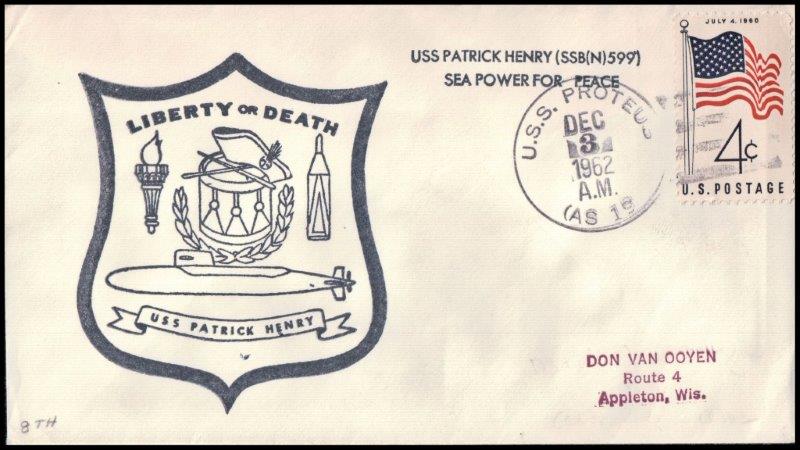 LIBERTY OR DEATH
USS PATRICK HENRY
8TH
USS PATRICK HENRY (SSB(N)599)
SEA POWER FOR PEACE
U.S.S. PROTEUS
DEC
3
1962
A.M.
(AS 19
JULY 4, 1960
4¢
U.S. POSTAGE
DON VAN OOYEN
Route 4
Appleton, Wis.